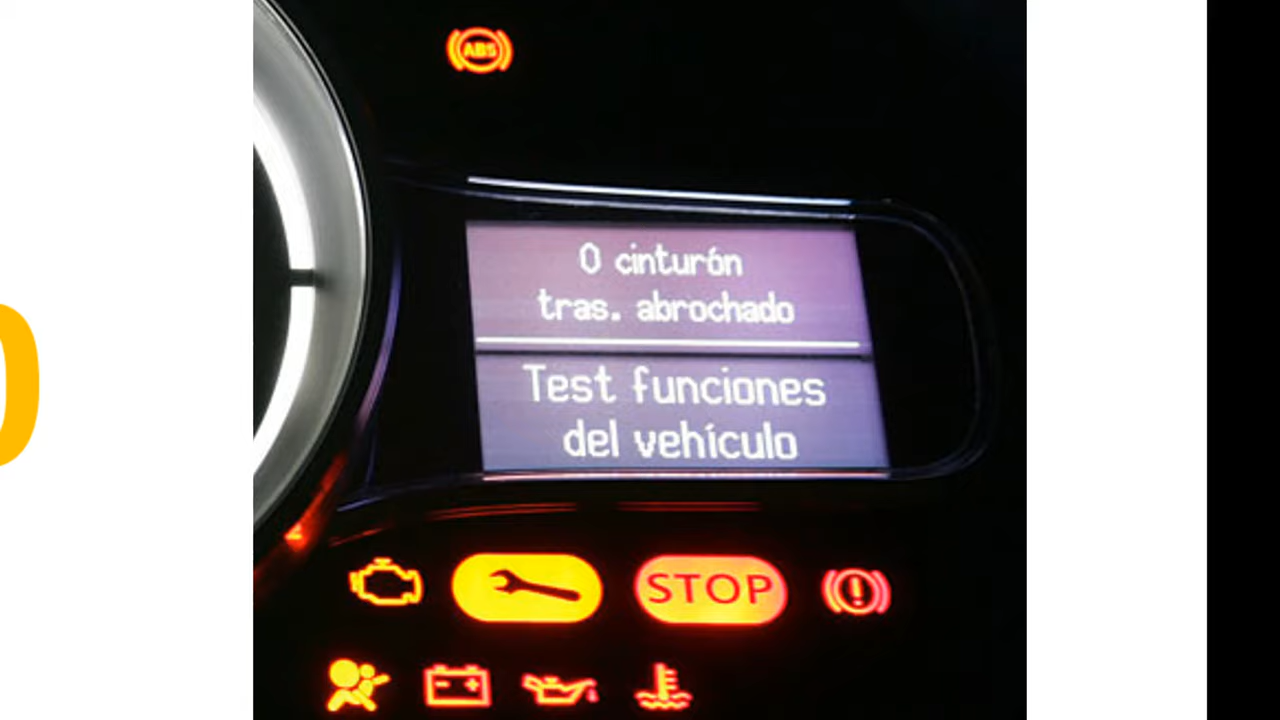 ABS
0 cinturón
tras. abrochado
Test funciones
del vehículo
STOP